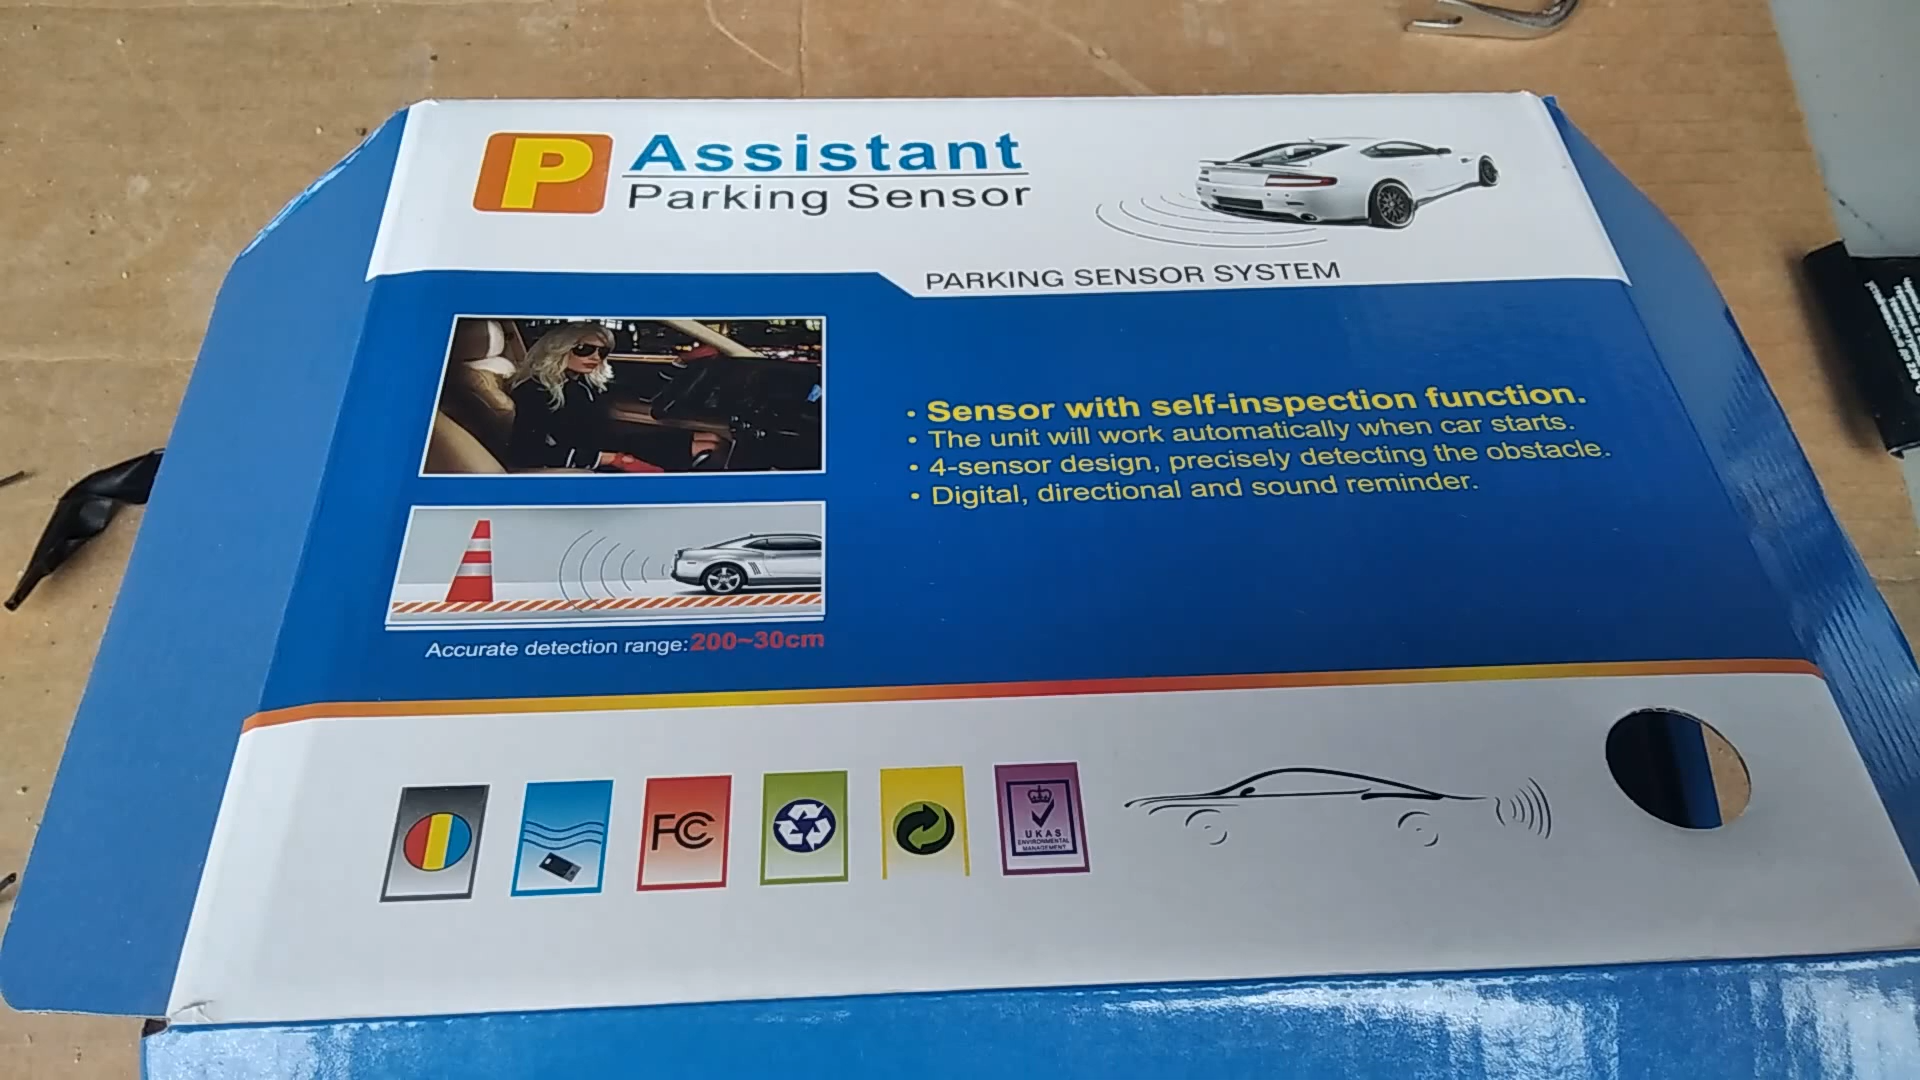 P Assistant
Parking Sensor
PARKING SENSOR SYSTEM
• Sensor with self-inspection function.
• The unit will work automatically when car starts.
• 4-sensor design, precisely detecting the obstacle.
• Digital, directional and sound reminder.
Accurate detection range:200~30cm
FC
UKAS
ENVIRONMENTAL
MANAGEMENT